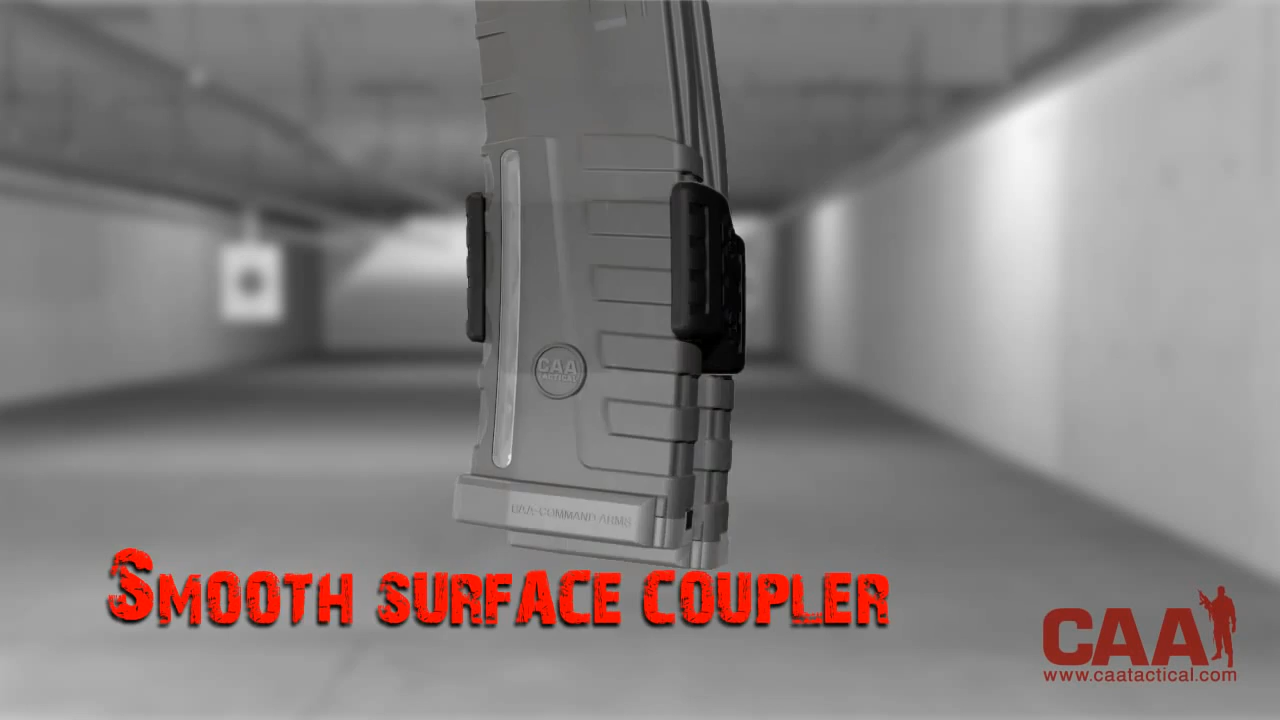 CAA
TACTICAL
CAA-COMMAND ARMS
Smooth surface coupler
CAA
www.caatactical.com